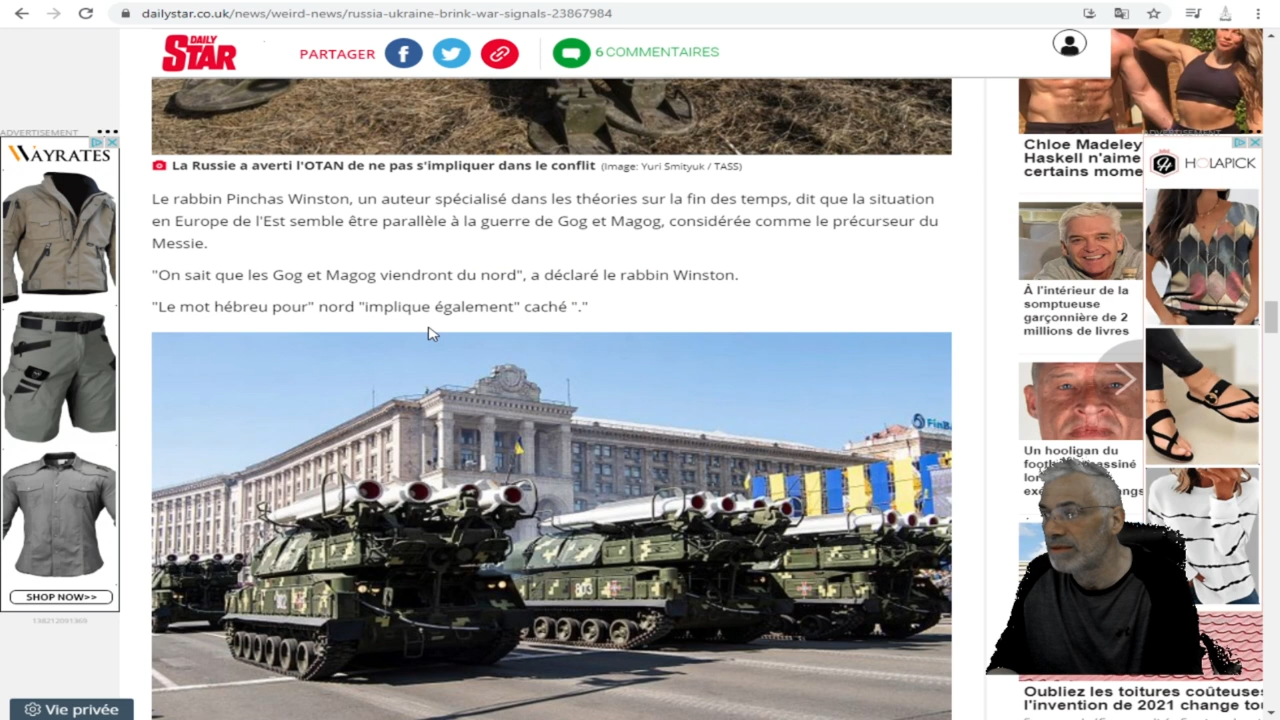 dailystar.co.uk/news/weird-news/russia-ukraine-brink-war-signals-23867984
DAILY
STAR
PARTAGER
6 COMMENTAIRES
ADVERTISEMENT
WAYRATES
SHOP NOW>>
138212091369
La Russie a averti l'OTAN de ne pas s'impliquer dans le conflit (Image: Yuri Smityuk / TASS)
Le rabbin Pinchas Winston, un auteur spécialisé dans les théories sur la fin des temps, dit que la situation
en Europe de l'Est semble être parallèle à la guerre de Gog et Magog, considérée comme le précurseur du
Messie.
"On sait que les Gog et Magog viendront du nord", a déclaré le rabbin Winston.
"Le mot hébreu pour" nord "implique également" caché "."
803
ADVERTISEMENT
Chloe Madeley
Haskell n'aime
certains mome
HOLAPICK
À l'intérieur de la
somptueuse
garçonnière de 2
millions de livres
Un hooligan du
Oubliez les toitures coûteuses
l'invention de 2021 change to
Vie privée